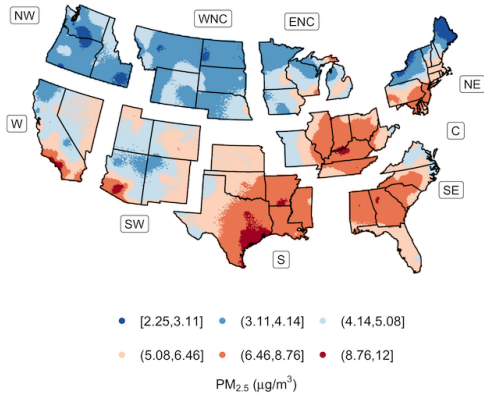 NW
WNC
ENC
NE
W
C
SE
SW
S
[2.25,3.11] (3.11,4.14] (4.14,5.08]
(5.08,6.46] (6.46,8.76] (8.76,12]
PM2.5 (μg/m³)